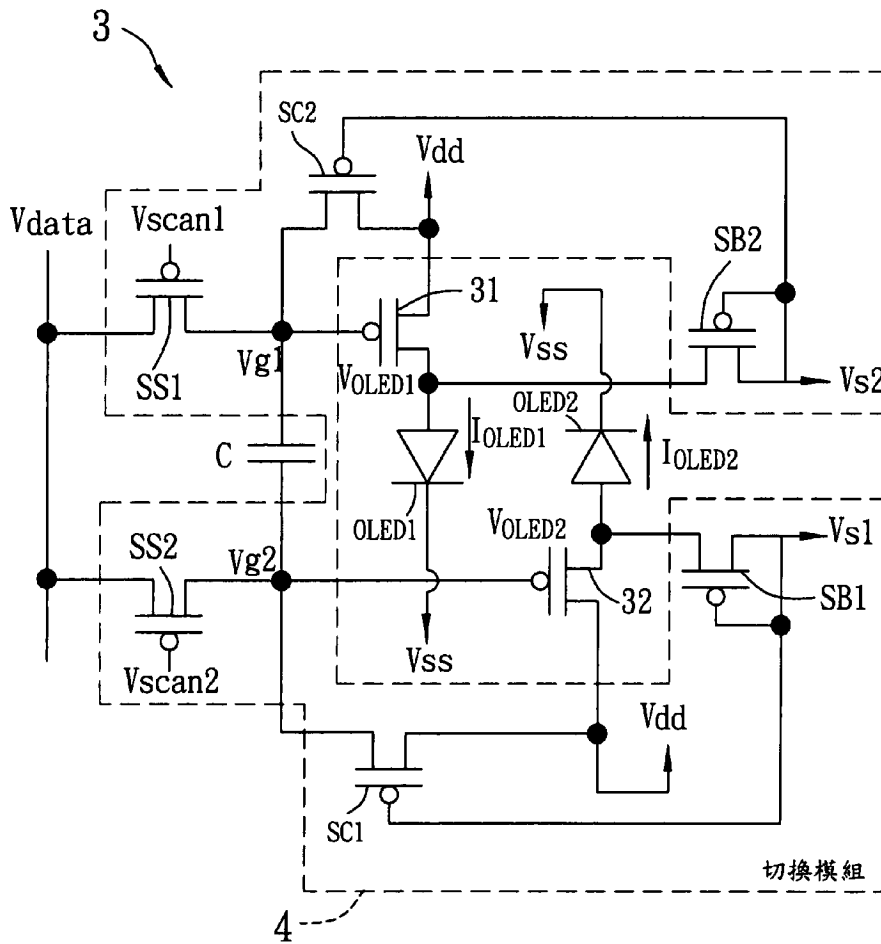 3
SC2
Vdd
Vdata
Vscan1
SB2
31
SS1
Vg1
Vss
VOLED1
Vs2
IOLED1
OLED2
IOLED2
C
OLED1
VOLED2
SS2
Vg2
Vs1
32
SB1
Vss
Vscan2
Vdd
SC1
切換模組
4